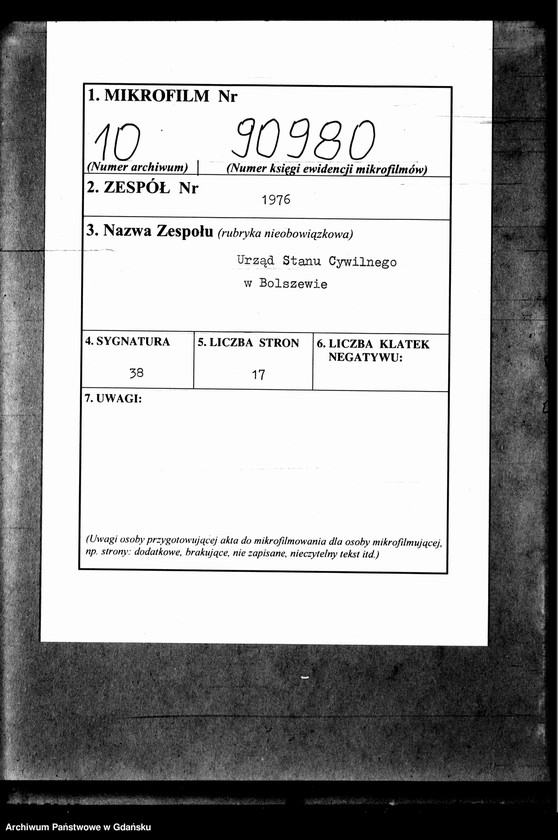 1. MIKROFILM Nr
10 90980
(Numer archiwum) (Numer księgi ewidencji mikrofilmów)
2. ZESPÓŁ Nr
1976
3. Nazwa Zespołu (rubryka nieobowiązkowa)
Urząd Stanu Cywilnego
w Bolszewie
4. SYGNATURA
38
5. LICZBA STRON
17
6. LICZBA KLATEK
NEGATYWU:
7. UWAGI:
(Uwagi osoby przygotowującej akta do mikrofilmowania dla osoby mikrofilmującej,
np. strony: dodatkowe, brakujące, nie zapisane, nieczytelny tekst itd.)
Archiwum Państwowe w Gdańsku